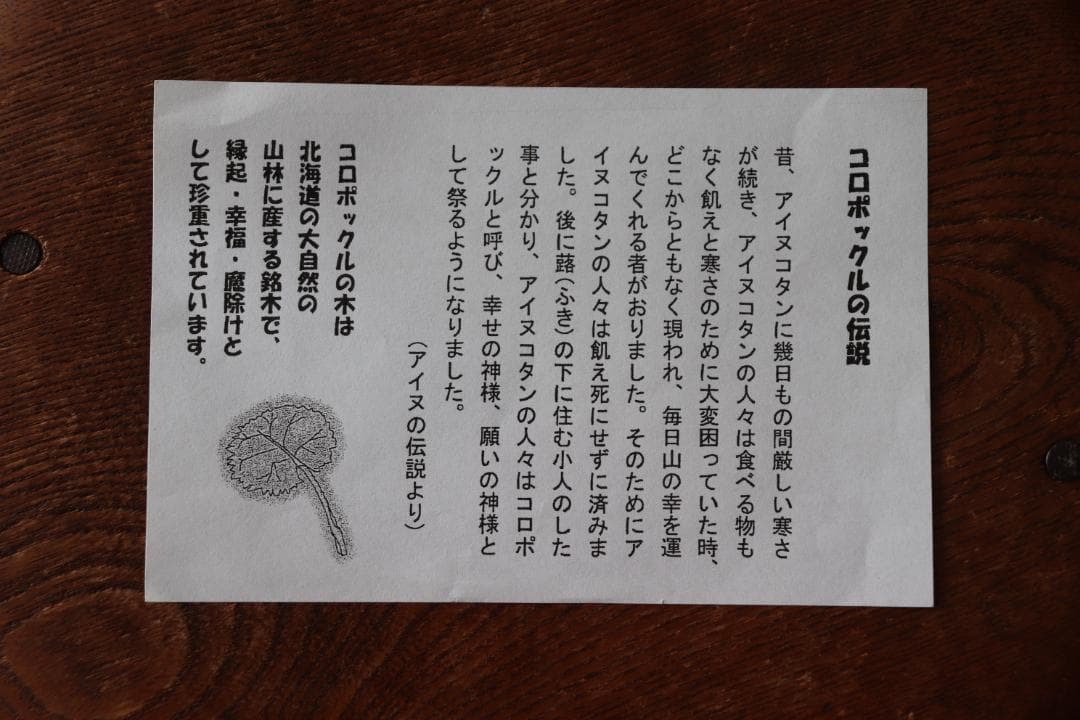 コロポックルの伝説
昔、アイヌコタンに幾日もの間厳しい寒さ
が続き、アイヌコタンの人々は食べる物も
なく飢えと寒さのために大変困っていた時、
どこからともなく現われ、毎日山の幸を運
んでくれる者がおりました。そのためにア
イヌコタンの人々は飢え死にせずに済みま
した。後に蕗(ふき)の下に住む小人のした
事と分かり、アイヌコタンの人々はコロポ
ックルと呼び、幸せの神様、願いの神様と
して祭るようになりました。
(アイヌの伝説より)
コロポックルの木は
北海道の大自然の
山林に産する銘木で、
縁起・幸福・魔除けと
して珍重されています。